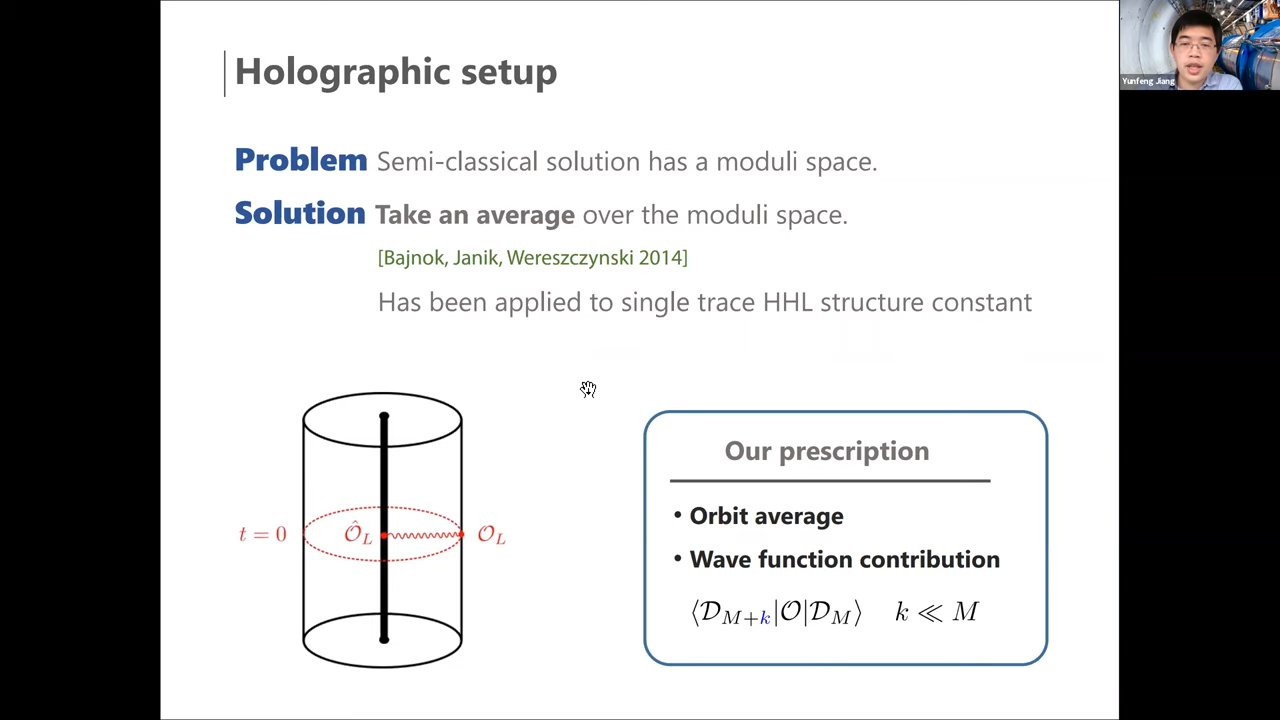 Holographic setup
Problem Semi-classical solution has a moduli space.
Solution Take an average over the moduli space.
[Bajnok, Janik, Wereszczynski 2014]
Has been applied to single trace HHL structure constant
t = 0
𝒪̂_L
𝒪_L
Our prescription
• Orbit average
• Wave function contribution
⟨𝒟_{M+k}|𝒪|𝒟_M⟩ k ≪ M
Yunfeng Jiang